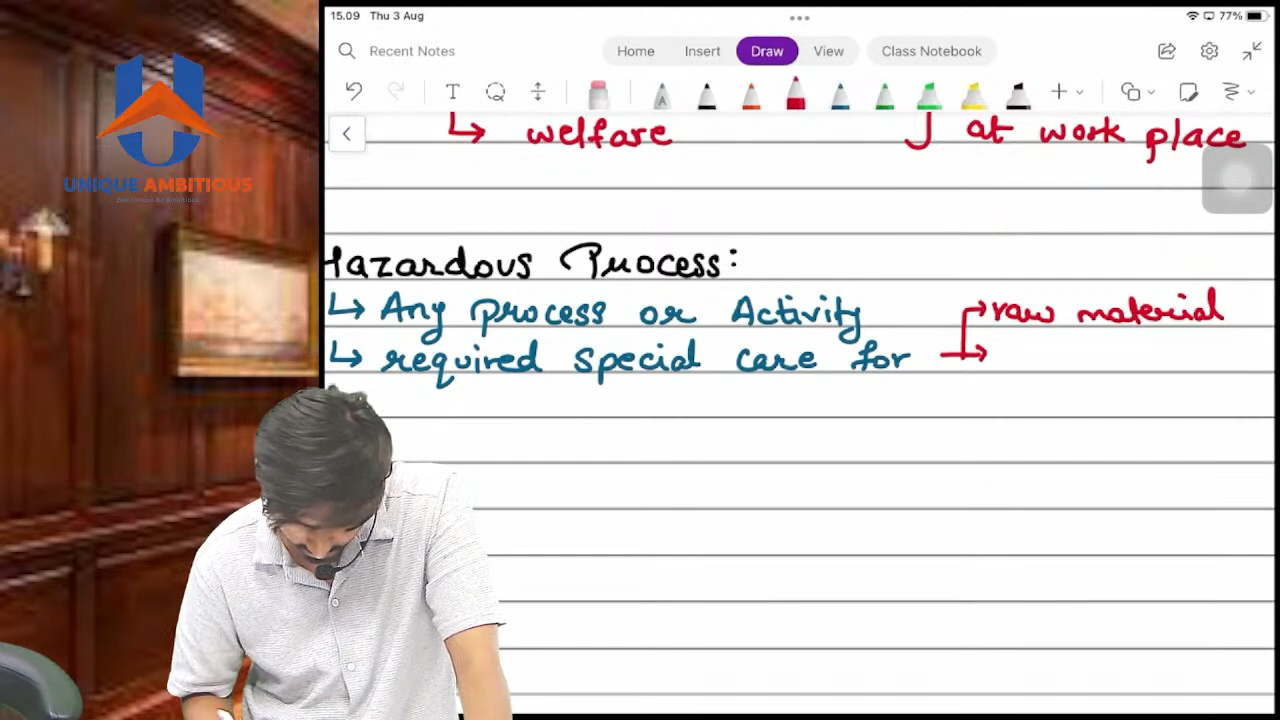 15.09 Thu 3 Aug
77%
Recent Notes
Home Insert Draw View Class Notebook
welfare
at work place
UNIQUE AMBITIOUS
Hazardous Process:
Any process or Activity
raw material
required special care for